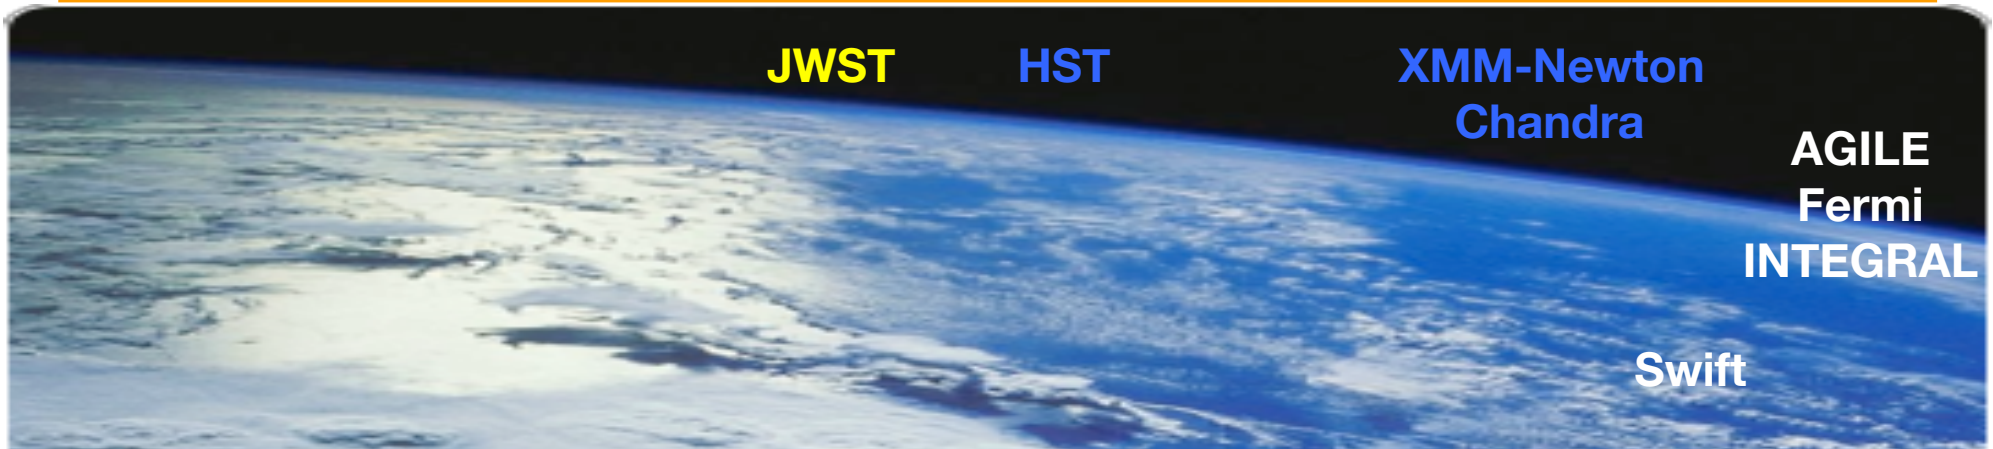 JWST
HST
XMM-Newton
Chandra
AGILE
Fermi
INTEGRAL
Swift